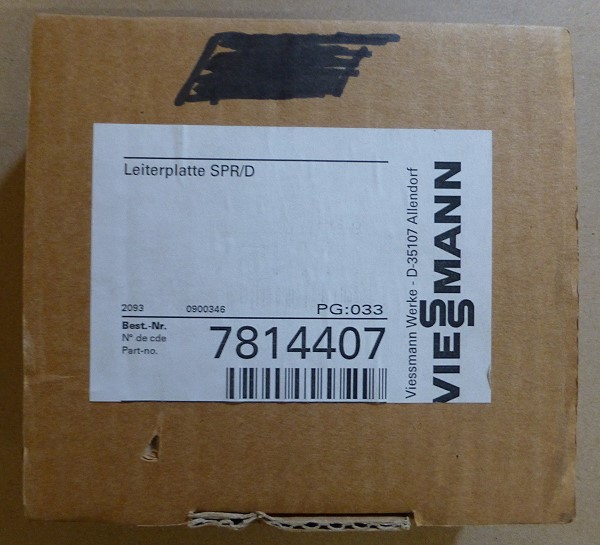 Leiterplatte SPR/D
2093 0900346 PG:033
Best.-Nr.
N° de cde
Part-no.
7814407
Viessmann Werke - D-35107 Allendorf
VIESSMANN